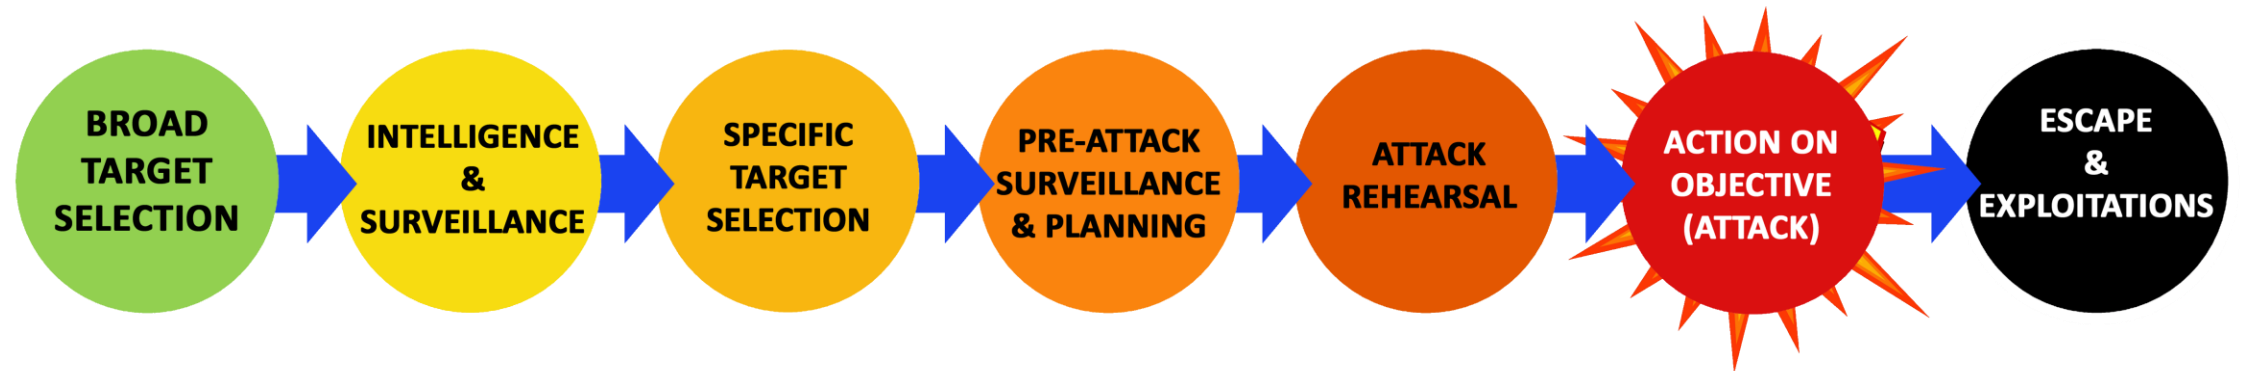 BROAD
TARGET
SELECTION
INTELLIGENCE
&
SURVEILLANCE
SPECIFIC
TARGET
SELECTION
PRE-ATTACK
SURVEILLANCE
& PLANNING
ATTACK
REHEARSAL
ACTION ON
OBJECTIVE
(ATTACK)
ESCAPE
&
EXPLOITATIONS